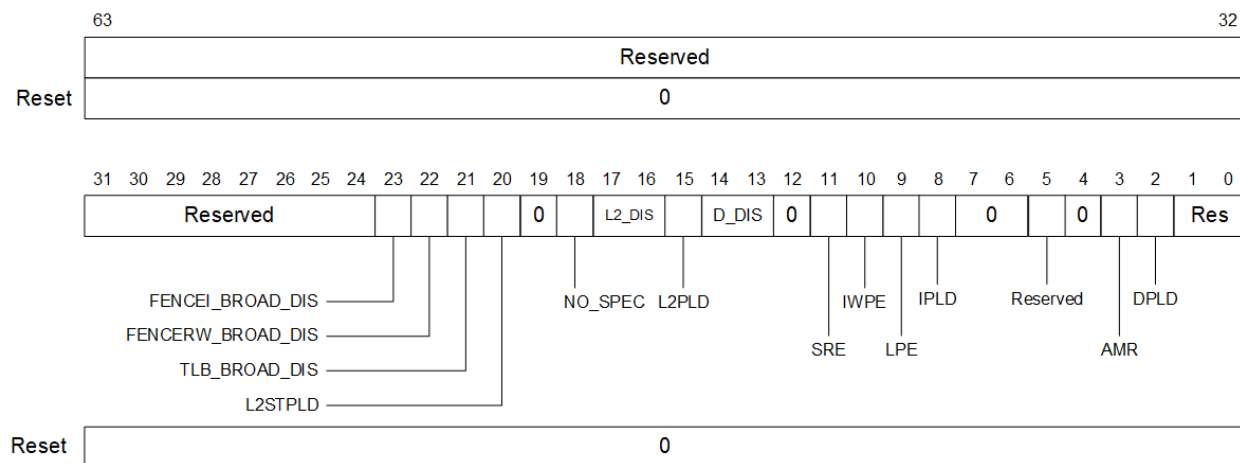 63 32
Reserved
Reset 0
31 30 29 28 27 26 25 24 23 22 21 20 19 18 17 16 15 14 13 12 11 10 9 8 7 6 5 4 3 2 1 0
Reserved 0 L2_DIS D_DIS 0 0 0 Res
FENCEI_BROAD_DIS NO_SPEC L2PLD IWPE IPLD Reserved DPLD
FENCERW_BROAD_DIS SRE LPE AMR
TLB_BROAD_DIS
L2STPLD
Reset 0